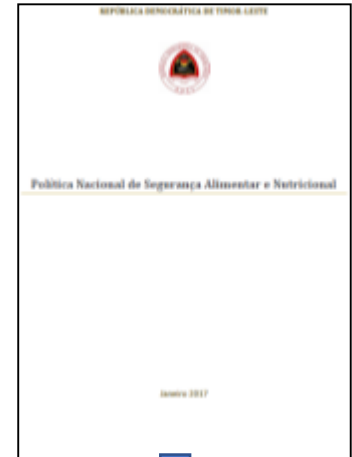 REPÚBLICA DEMOCRÁTICA DE TIMOR-LESTE
Política Nacional de Segurança Alimentar e Nutricional
Janeiro 2017